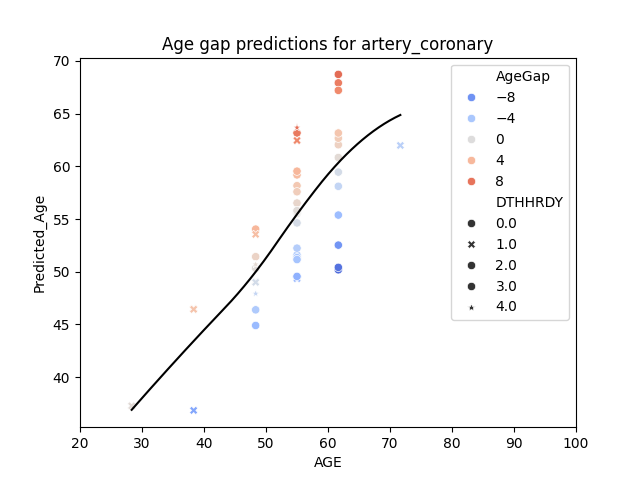 Age gap predictions for artery_coronary
Predicted_Age
70
65
60
55
50
45
40
20 30 40 50 60 70 80 90 100
AGE
AgeGap
−8
−4
0
4
8
DTHHRDY
0.0
1.0
2.0
3.0
4.0